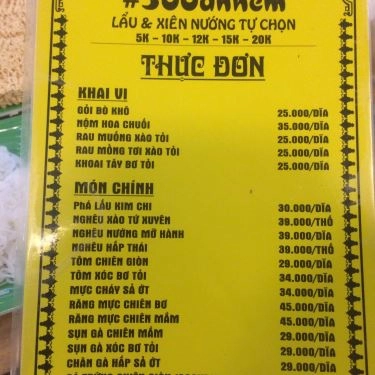 LẨU & XIÊN NƯỚNG TỰ CHỌN
5K - 10K - 12K - 15K - 20K
THỰC ĐƠN
KHAI VỊ
GỎI BÒ KHÔ 25.000/DĨA
NỘM HOA CHUỐI 35.000/DĨA
RAU MUỐNG XÀO TỎI 25.000/DĨA
RAU MỒNG TƠI XÀO TỎI 25.000/DĨA
KHOAI TÂY BƠ TỎI 25.000/DĨA
MÓN CHÍNH
PHÁ LẤU KIM CHI 30.000/DĨA
NGHÊU XÀO TỨ XUYÊN 39.000/THỐ
NGHÊU NƯỚNG MỠ HÀNH 39.000/DĨA
NGHÊU HẤP THÁI 39.000/THỐ
TÔM CHIÊN GIÒN 29.000/DĨA
TÔM XÓC BƠ TỎI 34.000/DĨA
MỰC CHÁY SẢ ỚT 34.000/DĨA
RĂNG MỰC CHIÊN BƠ 45.000/DĨA
RĂNG MỰC CHIÊN MẮM 45.000/DĨA
SỤN GÀ CHIÊN MẮM 29.000/DĨA
SỤN GÀ XÓC BƠ TỎI 29.000/DĨA
CHÂN GÀ HẤP SẢ ỚT 29.000/DĨA